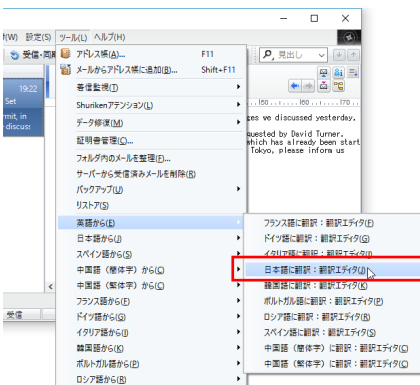 (W) 設定(S) ツール(L) ヘルプ(H)
受信・同期
見出し
アドレス帳(A)... F11
メールからアドレス帳に追加(B)... Shift+F11
着信監視(T)
Shurikenアテンション(L)
データ修復(M)
証明書管理(C)...
フォルダ内のメールを整理(F)...
サーバーから受信済みメールを削除(R)
バックアップ(U)
リストア(S)
英語から(E)
日本語から(J)
スペイン語から(S)
中国語（簡体字）から(C)
中国語（繁体字）から(C)
フランス語から(F)
ドイツ語から(G)
イタリア語から(I)
韓国語から(K)
ポルトガル語から(P)
ロシア語から(R)
19:22
Set
rmit, in
discuss
受信
160 160 170
es we discussed yesterday.
quested by David Turner.
which has already been start
Tokyo, please inform us
フランス語に翻訳：翻訳エディタ(F)
ドイツ語に翻訳：翻訳エディタ(G)
イタリア語に翻訳：翻訳エディタ(I)
日本語に翻訳：翻訳エディタ(J)
韓国語に翻訳：翻訳エディタ(K)
ポルトガル語に翻訳：翻訳エディタ(P)
ロシア語に翻訳：翻訳エディタ(R)
スペイン語に翻訳：翻訳エディタ(S)
中国語（簡体字）に翻訳：翻訳エディタ(C)
中国語（繁体字）に翻訳：翻訳エディタ(C)